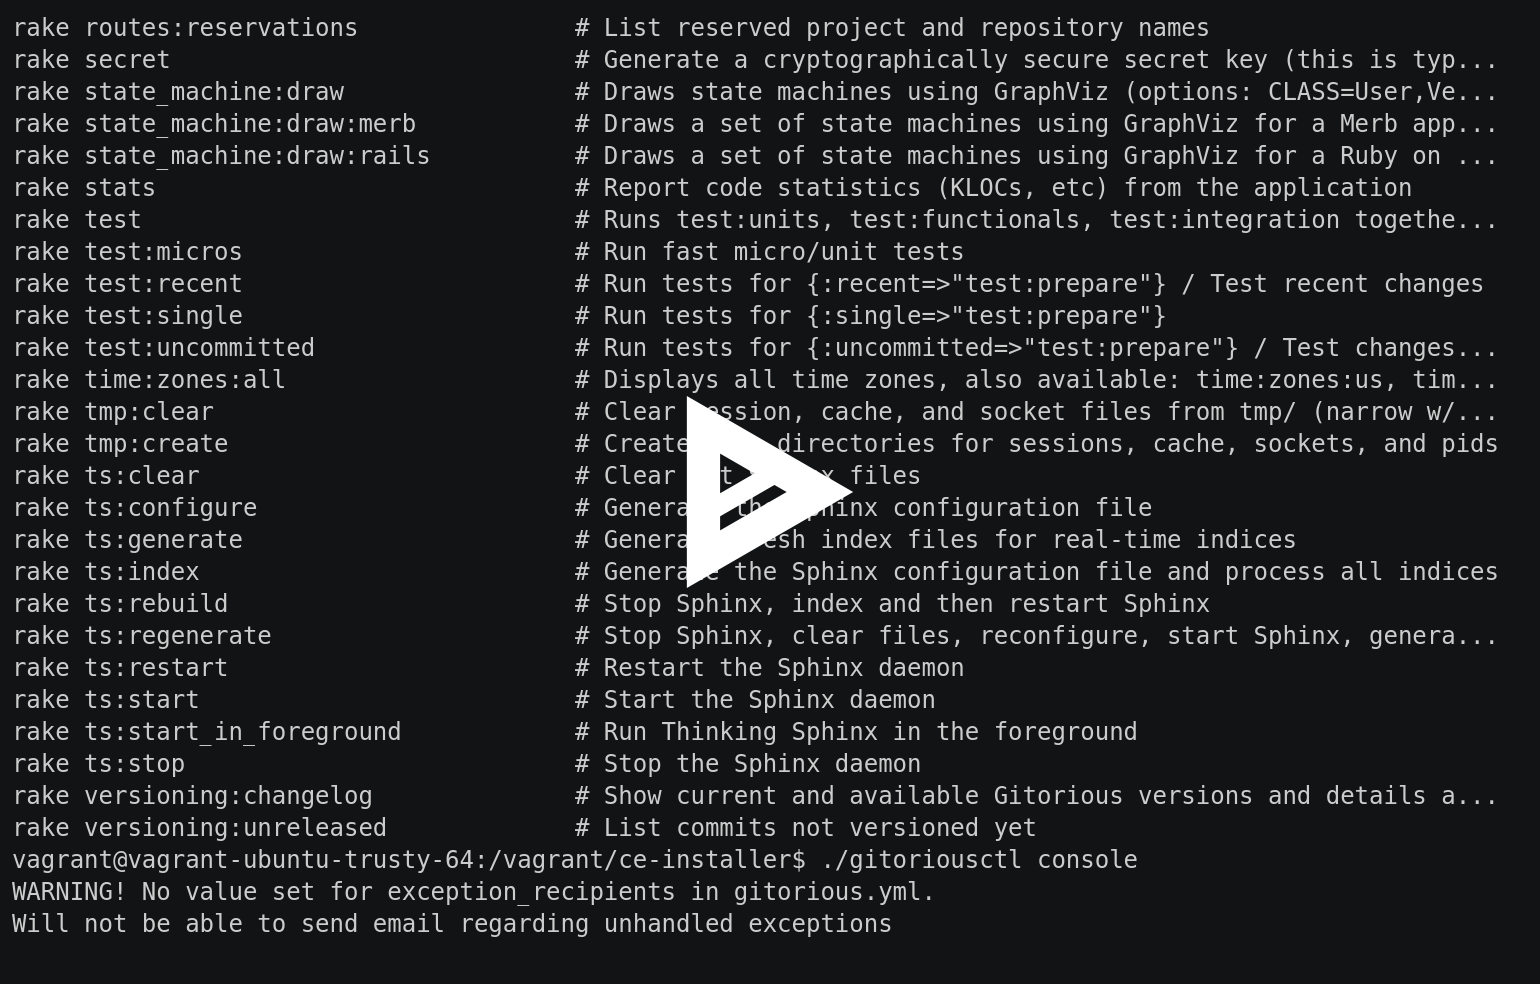 rake routes:reservations # List reserved project and repository names
rake secret # Generate a cryptographically secure secret key (this is typ...
rake state_machine:draw # Draws state machines using GraphViz (options: CLASS=User,Ve...
rake state_machine:draw:merb # Draws a set of state machines using GraphViz for a Merb app...
rake state_machine:draw:rails # Draws a set of state machines using GraphViz for a Ruby on ...
rake stats # Report code statistics (KLOCs, etc) from the application
rake test # Runs test:units, test:functionals, test:integration togethe...
rake test:micros # Run fast micro/unit tests
rake test:recent # Run tests for {:recent=>"test:prepare"} / Test recent changes
rake test:single # Run tests for {:single=>"test:prepare"}
rake test:uncommitted # Run tests for {:uncommitted=>"test:prepare"} / Test changes...
rake time:zones:all # Displays all time zones, also available: time:zones:us, tim...
rake tmp:clear # Clear session, cache, and socket files from tmp/ (narrow w/...
rake tmp:create # Create directories for sessions, cache, sockets, and pids
rake ts:clear # Clear files
rake ts:configure # Generate the Sphinx configuration file
rake ts:generate # Generate fresh index files for real-time indices
rake ts:index # Generate the Sphinx configuration file and process all indices
rake ts:rebuild # Stop Sphinx, index and then restart Sphinx
rake ts:regenerate # Stop Sphinx, clear files, reconfigure, start Sphinx, genera...
rake ts:restart # Restart the Sphinx daemon
rake ts:start # Start the Sphinx daemon
rake ts:start_in_foreground # Run Thinking Sphinx in the foreground
rake ts:stop # Stop the Sphinx daemon
rake versioning:changelog # Show current and available Gitorious versions and details a...
rake versioning:unreleased # List commits not versioned yet
vagrant@vagrant-ubuntu-trusty-64:/vagrant/ce-installer$ ./gitoriousctl console
WARNING! No value set for exception_recipients in gitorious.yml.
Will not be able to send email regarding unhandled exceptions